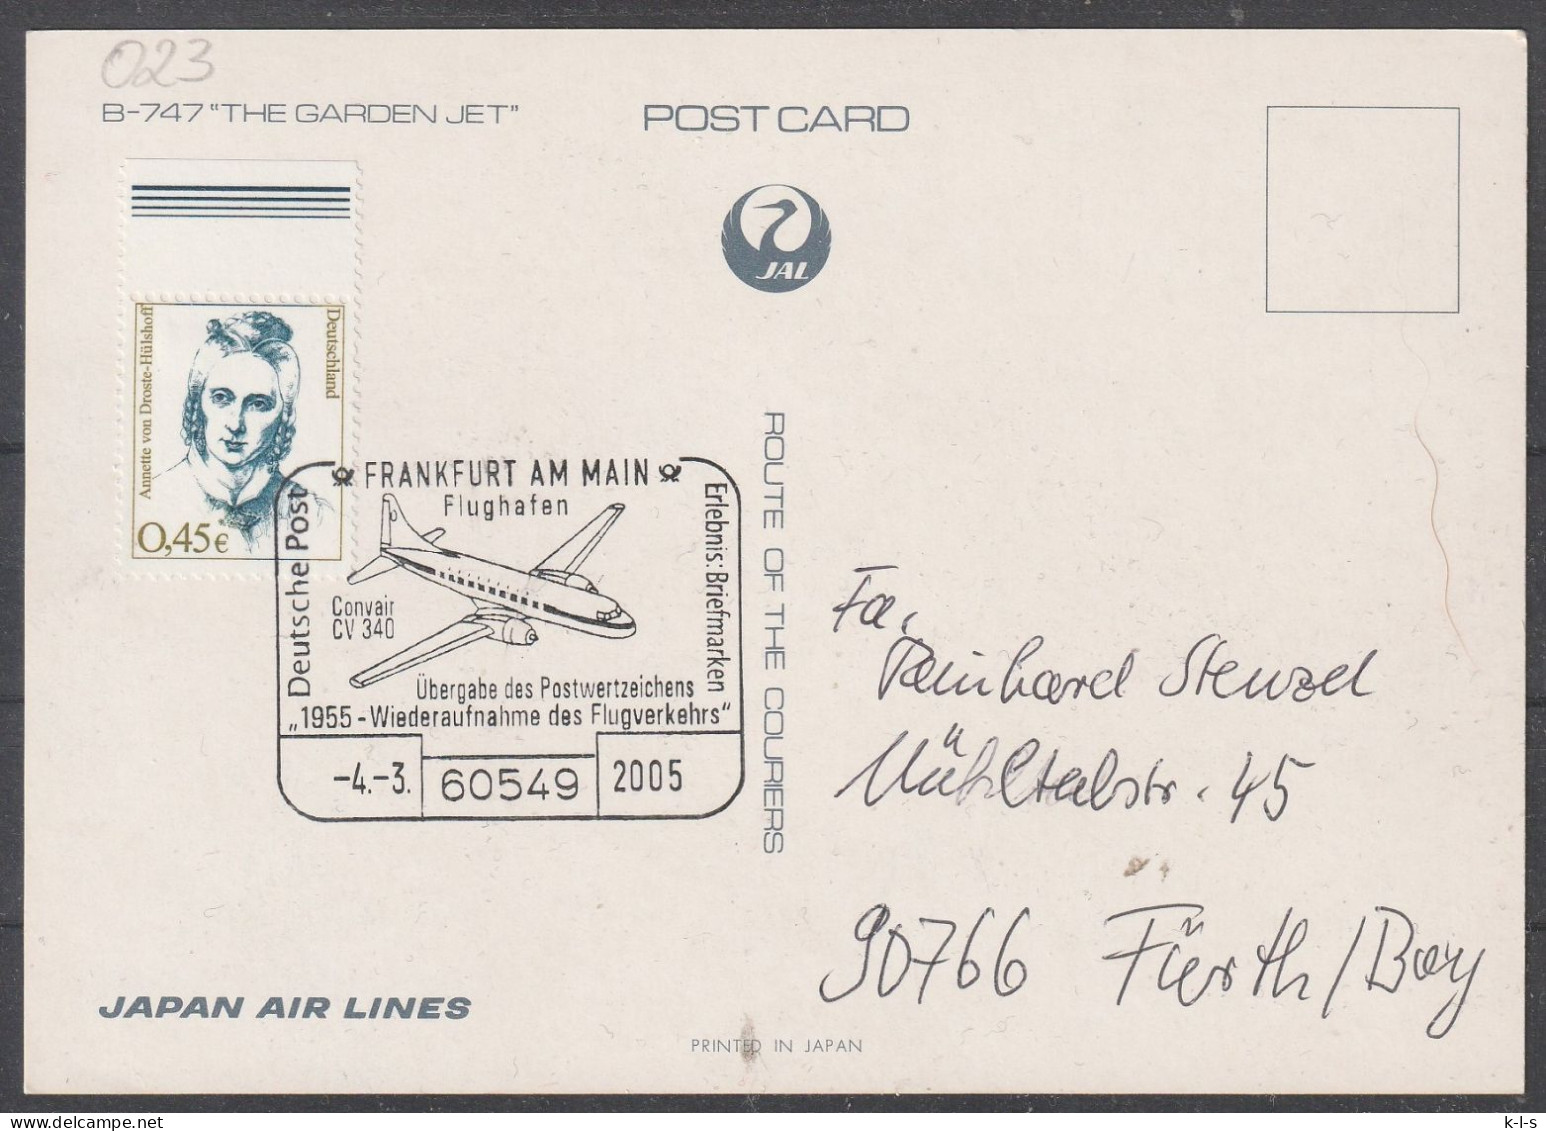 023
B-747 "THE GARDEN JET"
POST CARD
JAL
Annette von Droste-Hülshoff
Deutschland
0,45€
FRANKFURT AM MAIN
Flughafen
Deutsche Post
Erlebnis: Briefmarken
Convair
CV 340
Übergabe des Postwertzeichens
„1955 - Wiederaufnahme des Flugverkehrs"
-4.-3. 60549 2005
ROUTE OF THE COURIERS
Fa.
Reinhard Stenzel
Mühltalstr. 45
90766 Fürth/Bay
JAPAN AIR LINES
PRINTED IN JAPAN
k-l-s